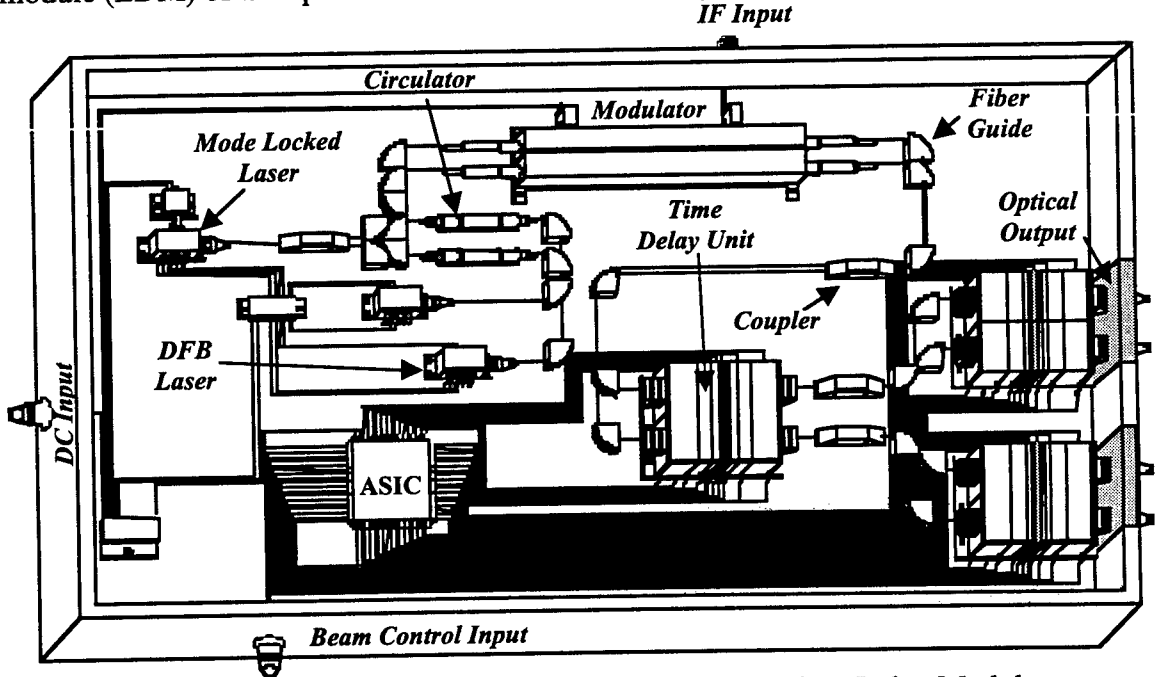 IF Input
Circulator
Modulator
Fiber
Guide
Mode Locked
Laser
Time
Delay Unit
Optical
Output
Coupler
DFB
Laser
DC Input
ASIC
Beam Control Input